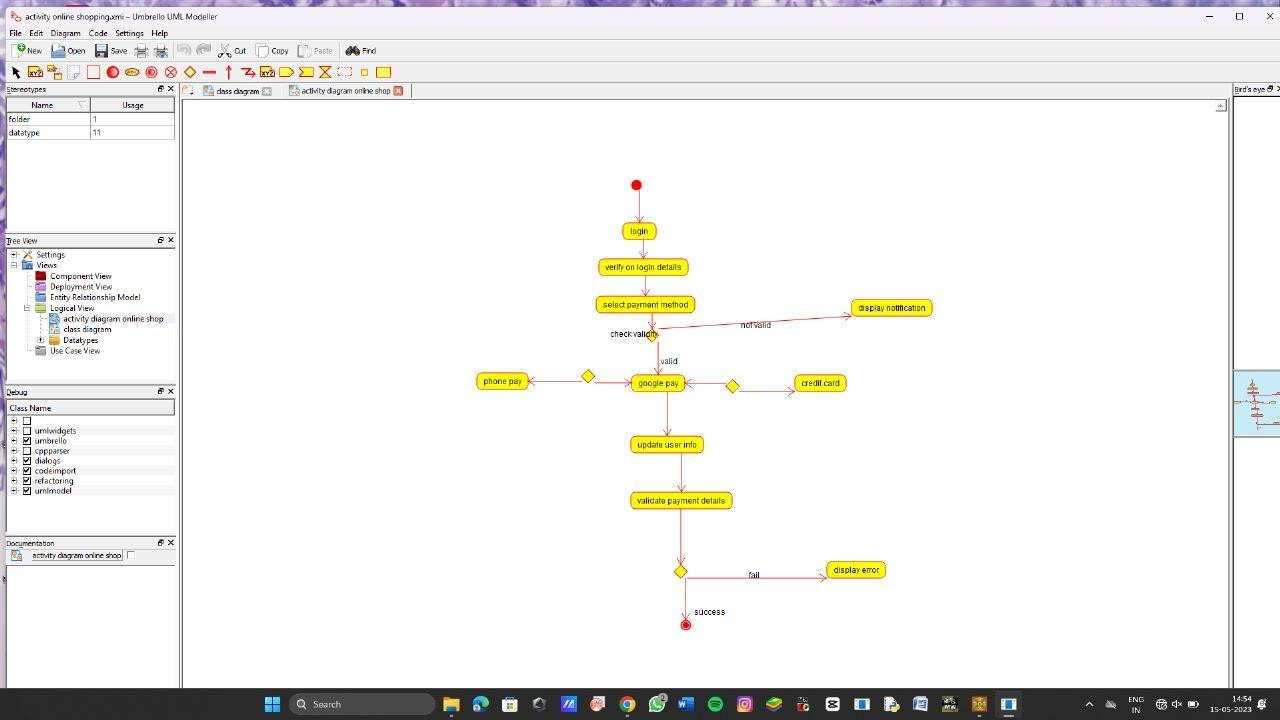 activity online shopping.xmi – Umbrello UML Modeller
File Edit Diagram Code Settings Help
New Open Save Cut Copy Paste Find
Stereotypes
Name Usage
folder 1
datatype 11
Tree View
Settings
Views
Component View
Deployment View
Entity Relationship Model
Logical View
activity diagram online shop
class diagram
Datatypes
Use Case View
Debug
Class Name
umlwidgets
umbrello
cppparser
dialogs
codeimport
refactoring
umlmodel
Documentation
activity diagram online shop
class diagram
activity diagram online shop
Bird's eye
login
verify on login details
select payment method
display notification
not valid
check validity
valid
phone pay
google pay
credit card
update user info
validate payment details
fail
display error
success
Search
2
ENG
IN
14:54
15-05-2023